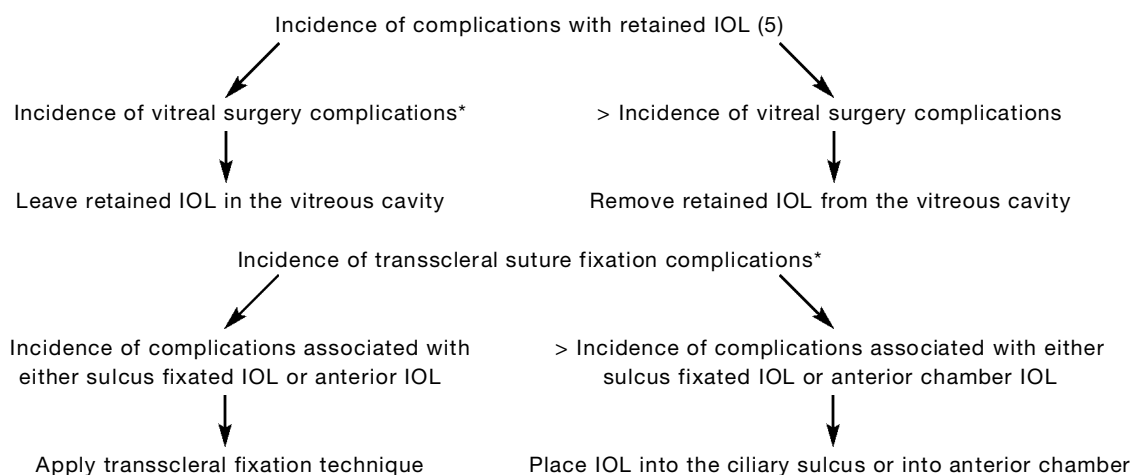 Incidence of complications with retained IOL (5)
Incidence of vitreal surgery complications*
> Incidence of vitreal surgery complications
Leave retained IOL in the vitreous cavity
Remove retained IOL from the vitreous cavity
Incidence of transscleral suture fixation complications*
Incidence of complications associated with
either sulcus fixated IOL or anterior IOL
> Incidence of complications associated with either
sulcus fixated IOL or anterior chamber IOL
Apply transscleral fixation technique
Place IOL into the ciliary sulcus or into anterior chamber